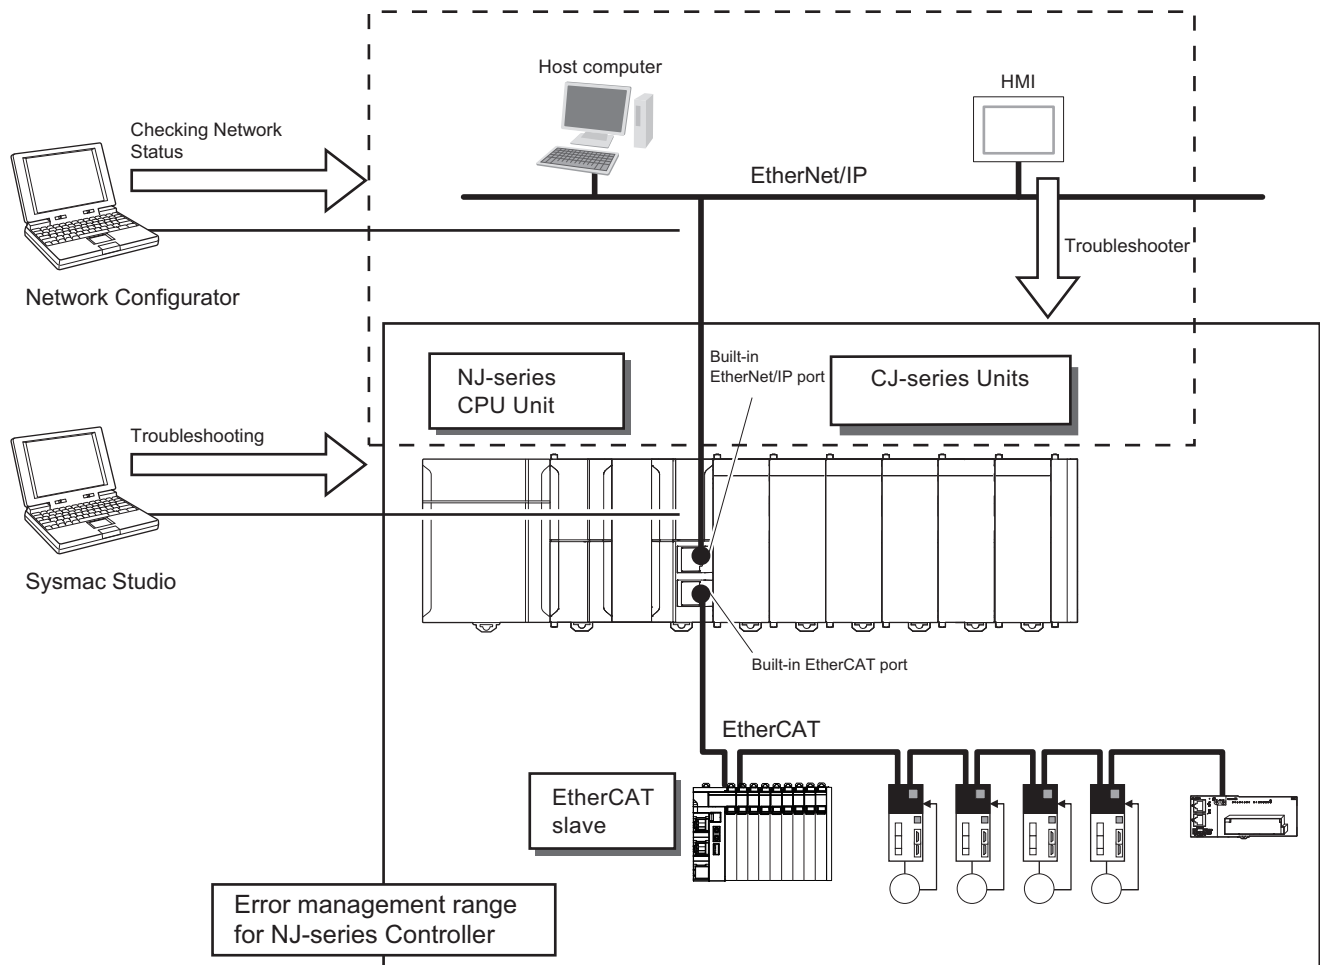 Host computer
HMI
Checking Network
Status
EtherNet/IP
Troubleshooter
Network Configurator
NJ-series
CPU Unit
Built-in
EtherNet/IP port
CJ-series Units
Troubleshooting
Sysmac Studio
Built-in EtherCAT port
EtherCAT
EtherCAT
slave
Error management range
for NJ-series Controller